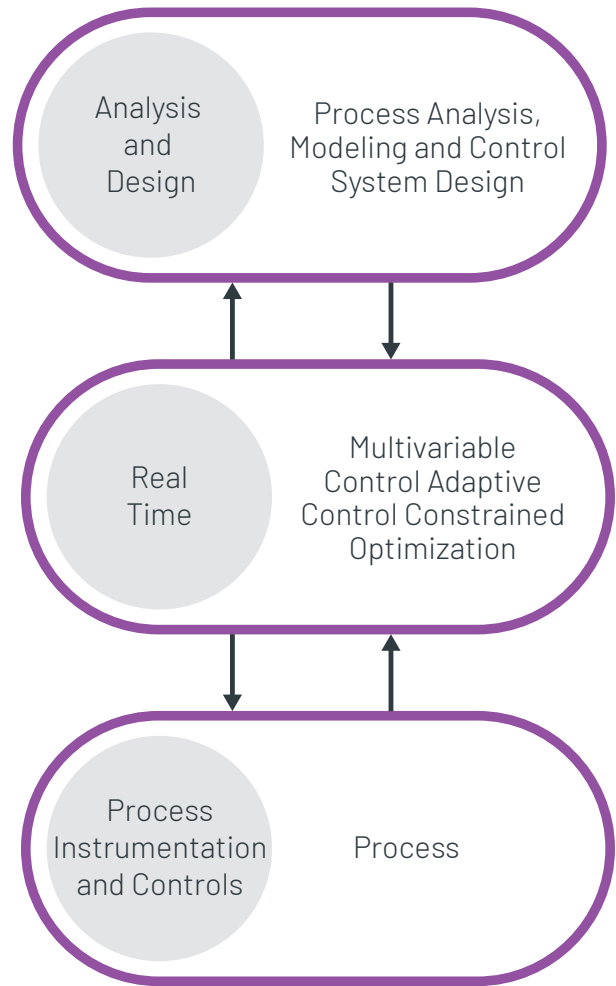 Analysis
and
Design
Process Analysis,
Modeling and Control
System Design
Real
Time
Multivariable
Control Adaptive
Control Constrained
Optimization
Process
Instrumentation
and Controls
Process